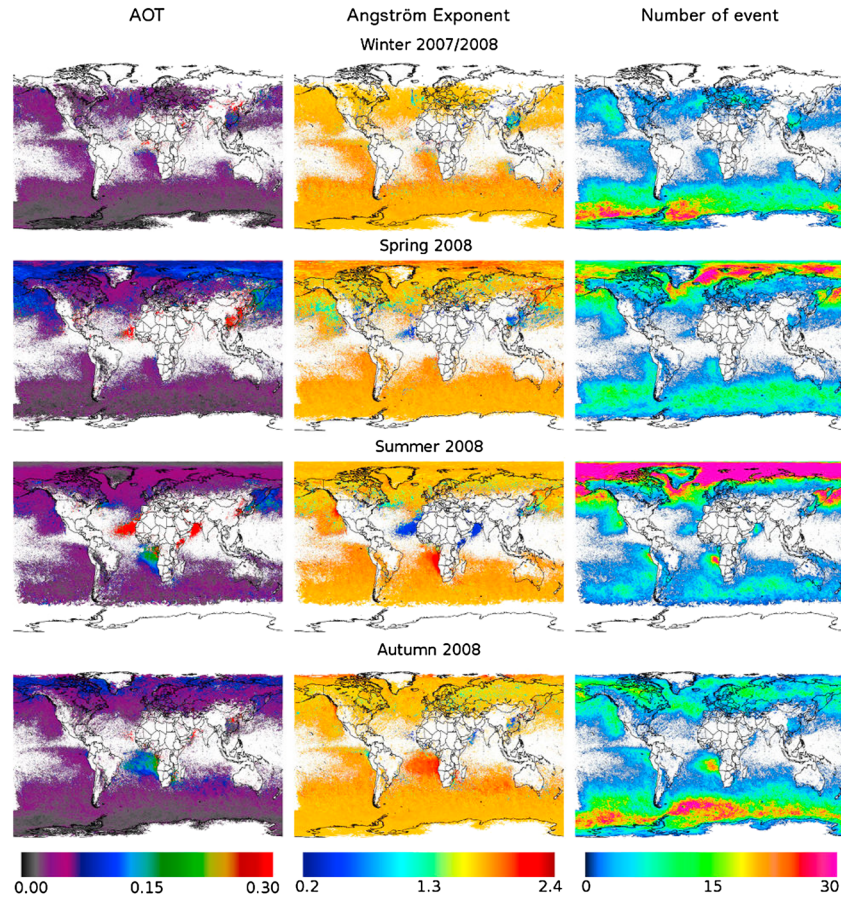 AOT Angström Exponent Number of event
Winter 2007/2008
Spring 2008
Summer 2008
Autumn 2008
0.00 0.15 0.30 0.2 1.3 2.4 0 15 30